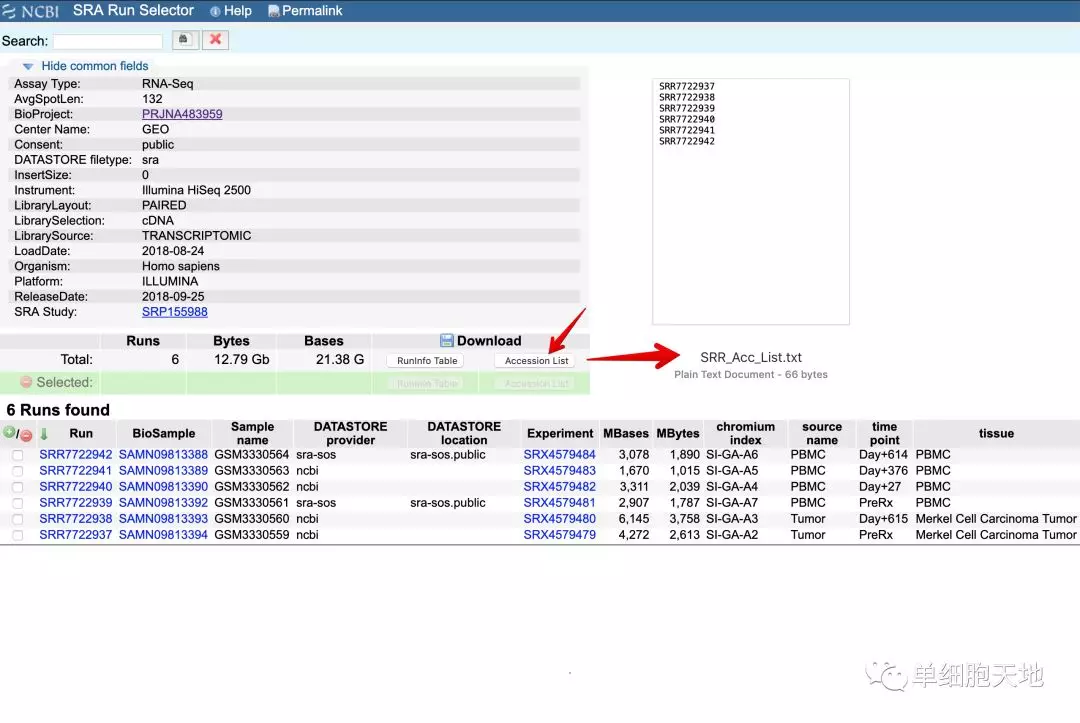 NCBI SRA Run Selector Help Permalink
Search:
Hide common fields
Assay Type: RNA-Seq
AvgSpotLen: 132
BioProject: PRJNA483959
Center Name: GEO
Consent: public
DATASTORE filetype: sra
InsertSize: 0
Instrument: Illumina HiSeq 2500
LibraryLayout: PAIRED
LibrarySelection: cDNA
LibrarySource: TRANSCRIPTOMIC
LoadDate: 2018-08-24
Organism: Homo sapiens
Platform: ILLUMINA
ReleaseDate: 2018-09-25
SRA Study: SRP155988
SRR7722937
SRR7722938
SRR7722939
SRR7722940
SRR7722941
SRR7722942
Runs Bytes Bases Download
Total: 6 12.79 Gb 21.38 G RunInfo Table Accession List
Selected: RunInfo Table Accession List
SRR_Acc_List.txt
Plain Text Document - 66 bytes
6 Runs found
/ Run BioSample Sample name DATASTORE provider DATASTORE location Experiment MBases MBytes chromium index source name time point tissue
SRR7722942 SAMN09813388 GSM3330564 sra-sos sra-sos.public SRX4579484 3,078 1,890 SI-GA-A6 PBMC Day+614 PBMC
SRR7722941 SAMN09813389 GSM3330563 ncbi SRX4579483 1,670 1,015 SI-GA-A5 PBMC Day+376 PBMC
SRR7722940 SAMN09813390 GSM3330562 ncbi SRX4579482 3,311 2,039 SI-GA-A4 PBMC Day+27 PBMC
SRR7722939 SAMN09813392 GSM3330561 sra-sos sra-sos.public SRX4579481 2,907 1,787 SI-GA-A7 PBMC PreRx PBMC
SRR7722938 SAMN09813393 GSM3330560 ncbi SRX4579480 6,145 3,758 SI-GA-A3 Tumor Day+615 Merkel Cell Carcinoma Tumor
SRR7722937 SAMN09813394 GSM3330559 ncbi SRX4579479 4,272 2,613 SI-GA-A2 Tumor PreRx Merkel Cell Carcinoma Tumor
单细胞天地